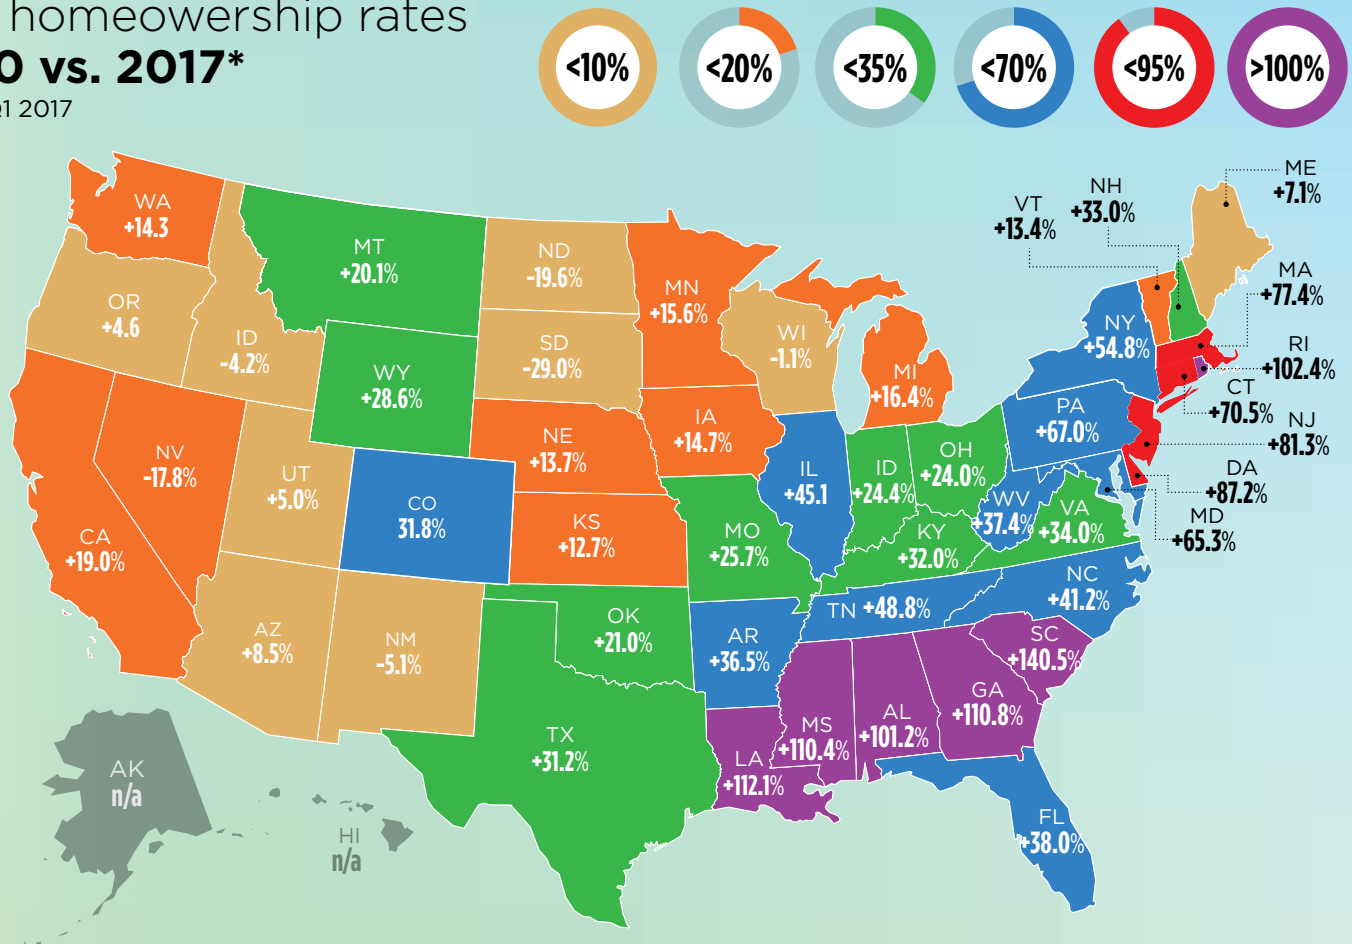 homeowership rates
0 vs. 2017*
Q1 2017
<10%
<20%
<35%
<70%
<95%
>100%
WA
+14.3
OR
+4.6
ID
-4.2%
MT
+20.1%
WY
+28.6%
ND
-19.6%
SD
-29.0%
MN
+15.6%
WI
-1.1%
MI
+16.4%
VT
+13.4%
NH
+33.0%
ME
+7.1%
MA
+77.4%
RI
+102.4%
CT
+70.5%
NJ
+81.3%
DA
+87.2%
MD
+65.3%
NY
+54.8%
PA
+67.0%
CA
+19.0%
NV
-17.8%
UT
+5.0%
CO
31.8%
NE
+13.7%
IA
+14.7%
KS
+12.7%
MO
+25.7%
IL
+45.1
ID
+24.4%
OH
+24.0%
WV
+37.4%
VA
+34.0%
KY
+32.0%
TN +48.8%
NC
+41.2%
SC
+140.5%
AZ
+8.5%
NM
-5.1%
OK
+21.0%
AR
+36.5%
TX
+31.2%
LA
+112.1%
MS
+110.4%
AL
+101.2%
GA
+110.8%
FL
+38.0%
AK
n/a
HI
n/a